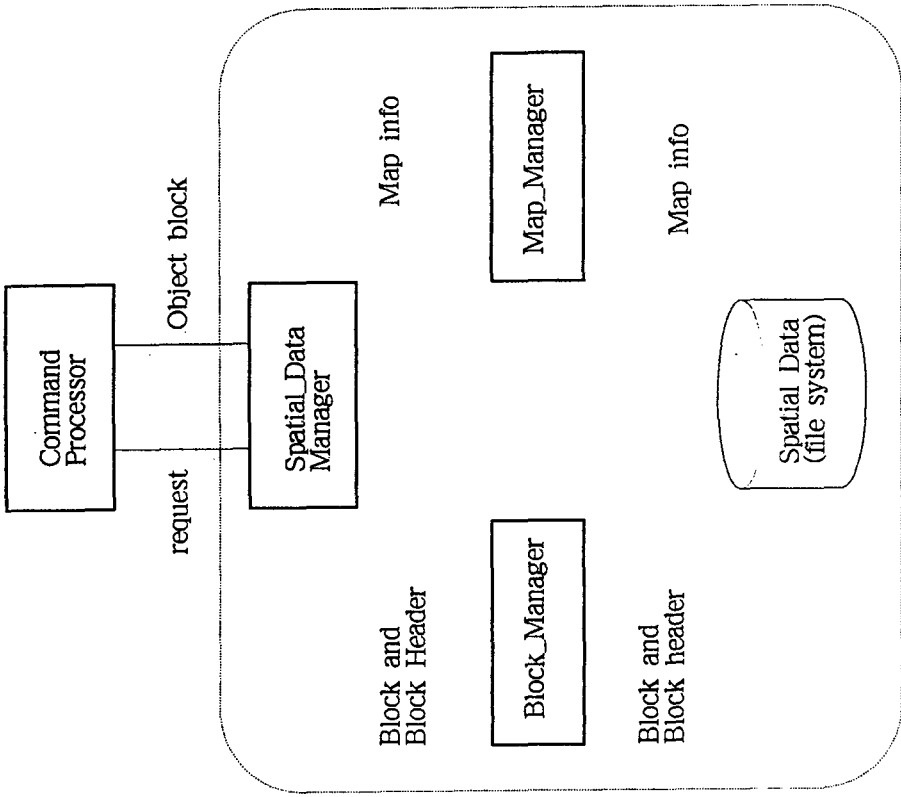 Command
Processor
request
Object block
Spatial_Data
Manager
Block and
Block Header
Map info
Block_Manager
Map_Manager
Block and
Block header
Map info
Spatial Data
(file system)